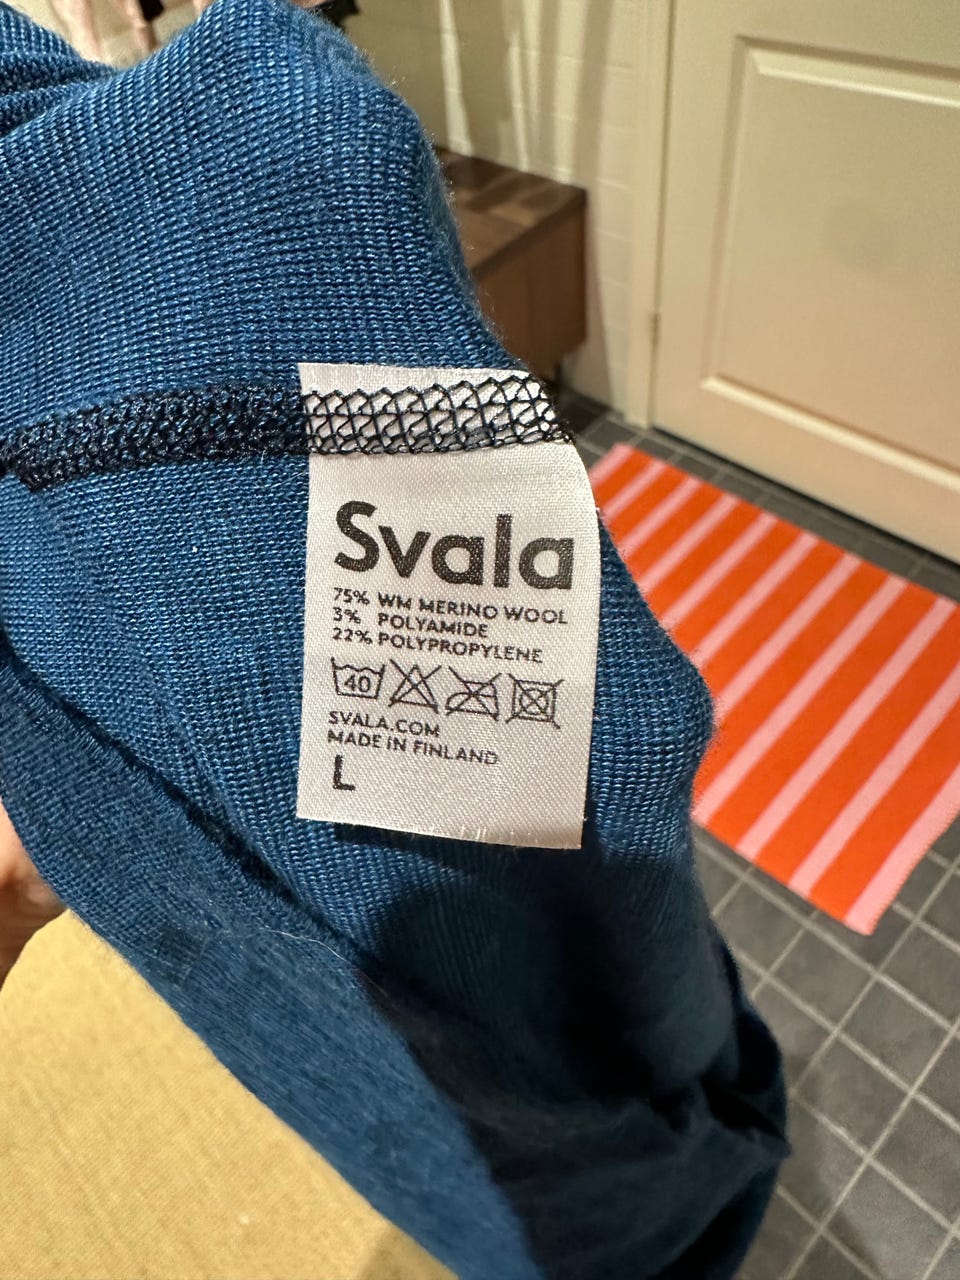 Svala
75% WM MERINO WOOL
3% POLYAMIDE
22% POLYPROPYLENE
40
SVALA.COM
MADE IN FINLAND
L